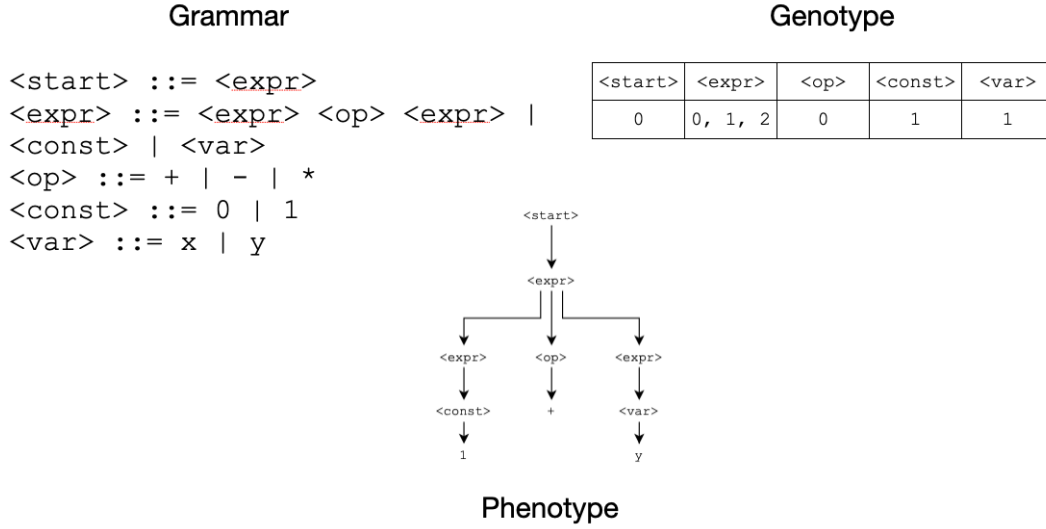 Grammar
Genotype
<start> ::= <expr>
<expr> ::= <expr> <op> <expr> |
<const> | <var>
<op> ::= + | - | *
<const> ::= 0 | 1
<var> ::= x | y
<start> <expr> <op> <const> <var>
0 0, 1, 2 0 1 1
<start>
<expr>
<expr> <op> <expr>
<const> + <var>
1 y
Phenotype